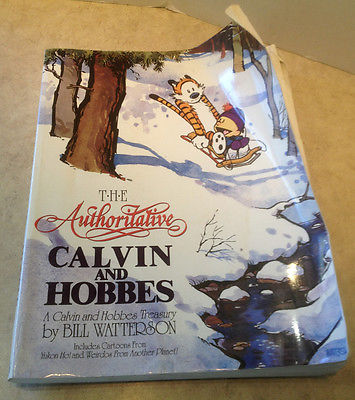 T·H·E
Authoritative
CALVIN
AND
HOBBES
A Calvin and Hobbes Treasury
by BILL WATTERSON
Includes Cartoons From
Yukon Ho! and Weirdos From Another Planet!